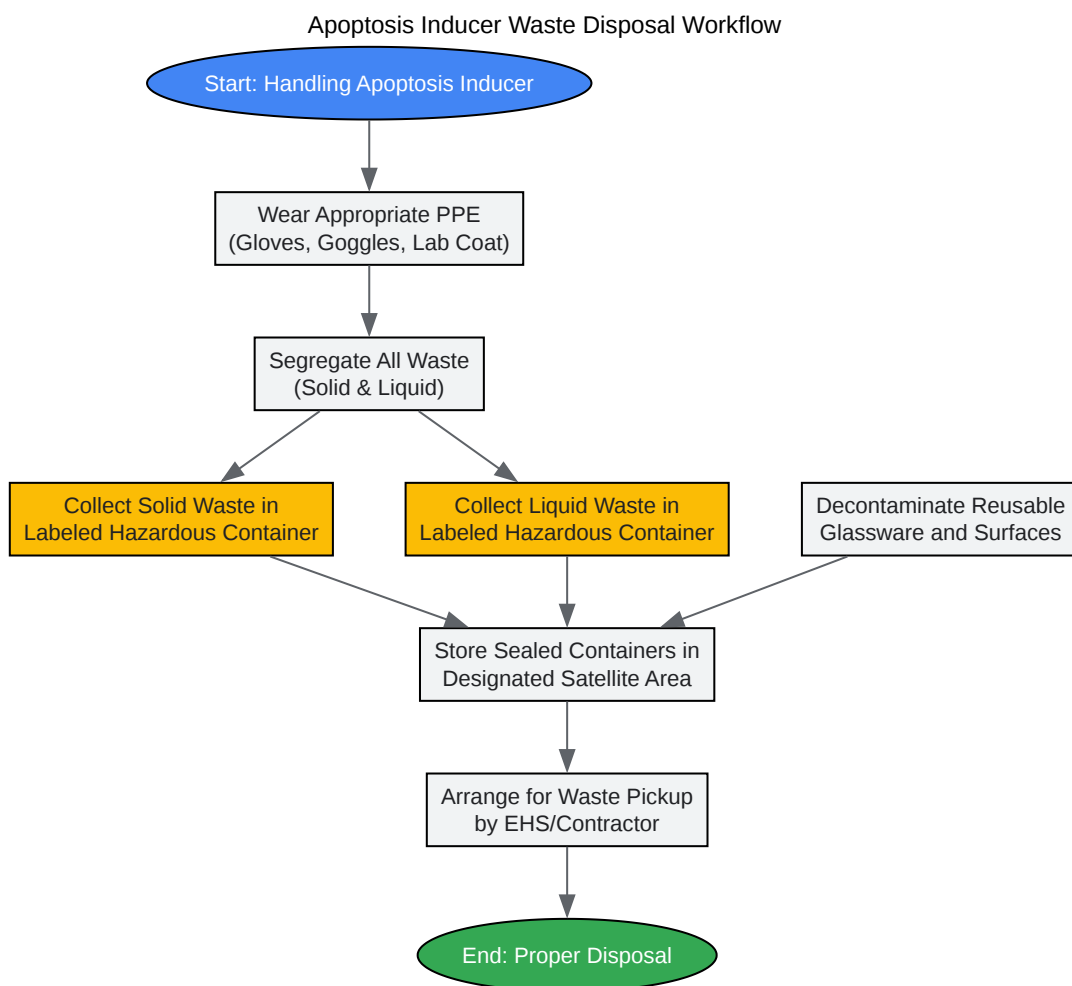 Apoptosis Inducer Waste Disposal Workflow
Start: Handling Apoptosis Inducer
Wear Appropriate PPE
(Gloves, Goggles, Lab Coat)
Segregate All Waste
(Solid & Liquid)
Collect Solid Waste in
Labeled Hazardous Container
Collect Liquid Waste in
Labeled Hazardous Container
Decontaminate Reusable
Glassware and Surfaces
Store Sealed Containers in
Designated Satellite Area
Arrange for Waste Pickup
by EHS/Contractor
End: Proper Disposal